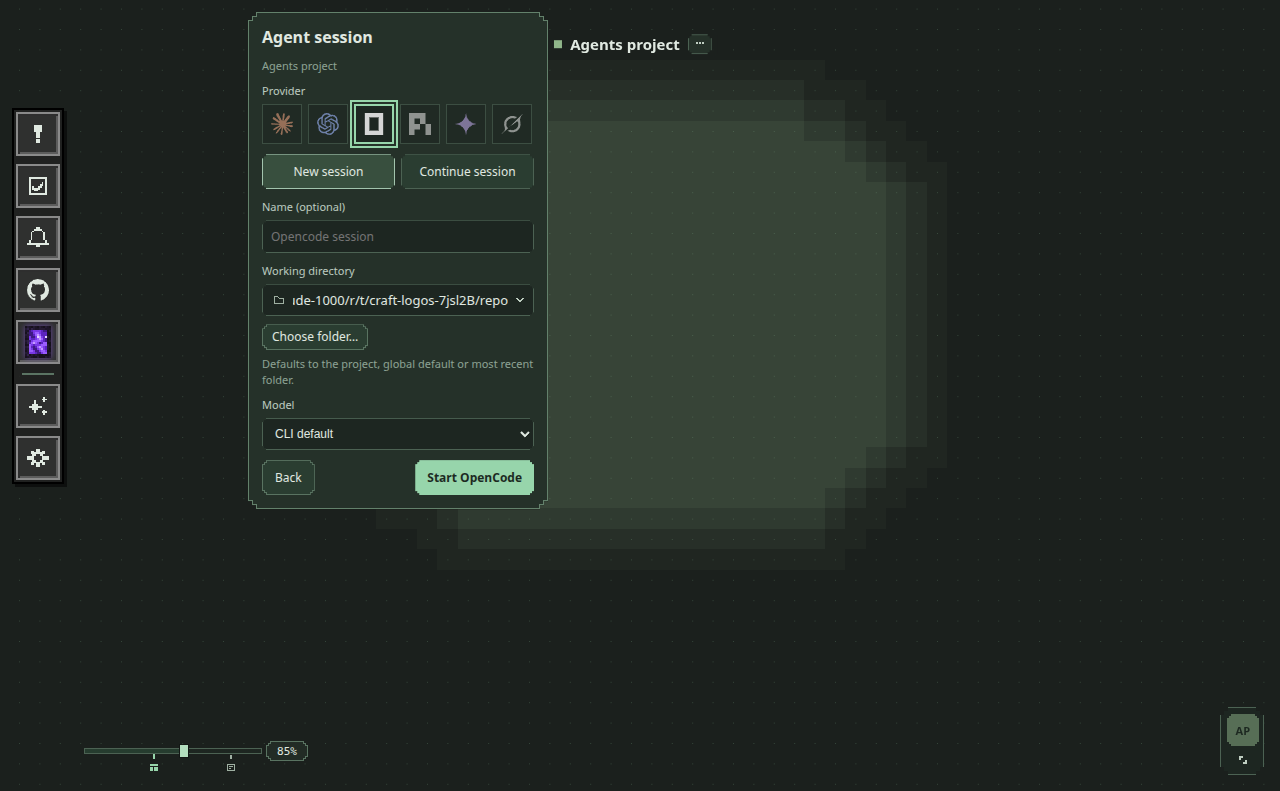 Agent session
Agents project
Agents project
Provider
New session
Continue session
Name (optional)
Opencode session
Working directory
ıde-1000/r/t/craft-logos-7jsl2B/repo
Choose folder...
Defaults to the project, global default or most recent
folder.
Model
CLI default
Back
Start OpenCode
85%
AP